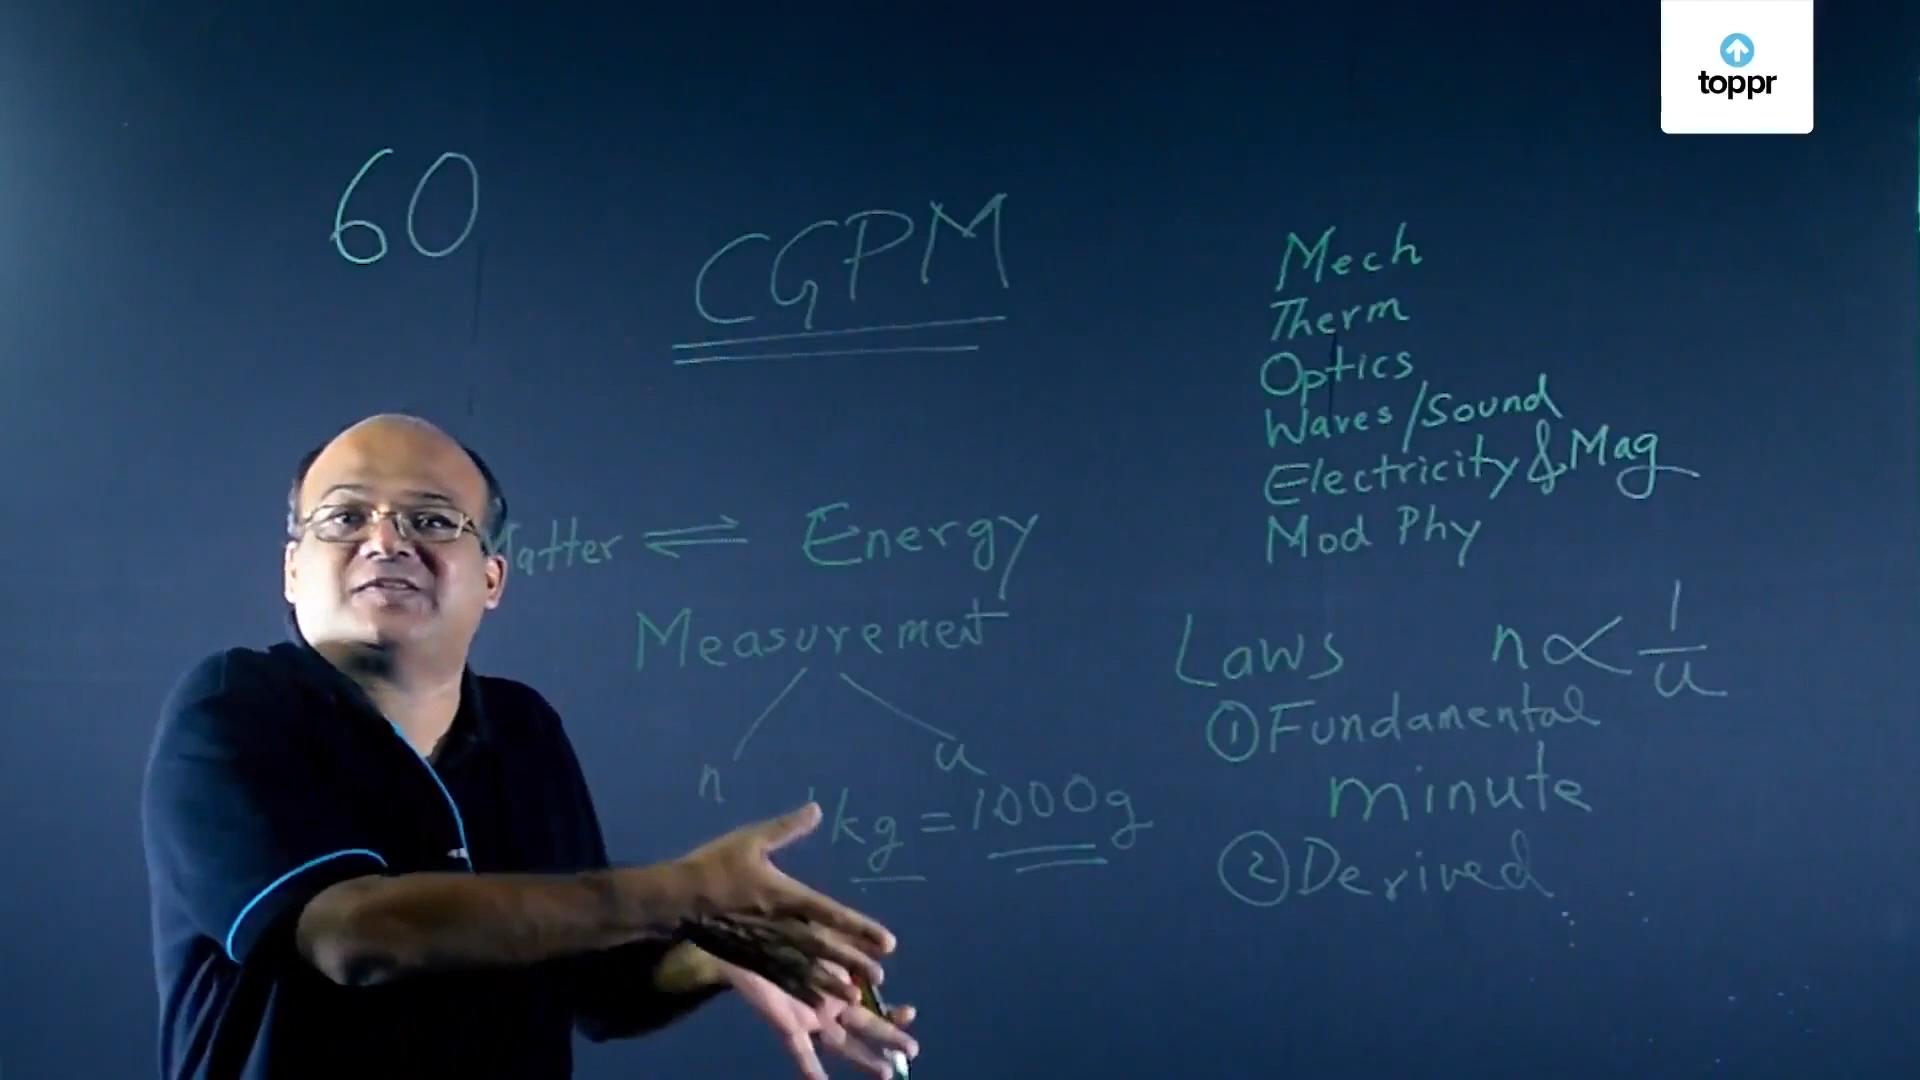 toppr
60
CGPM
Mech
Therm
Optics
Waves/Sound
Electricity & Mag
Mod Phy
Matter ⇌ Energy
Measurement
n u
1kg = 1000g
Laws n ∝ 1/u
① Fundamental
minute
② Derived